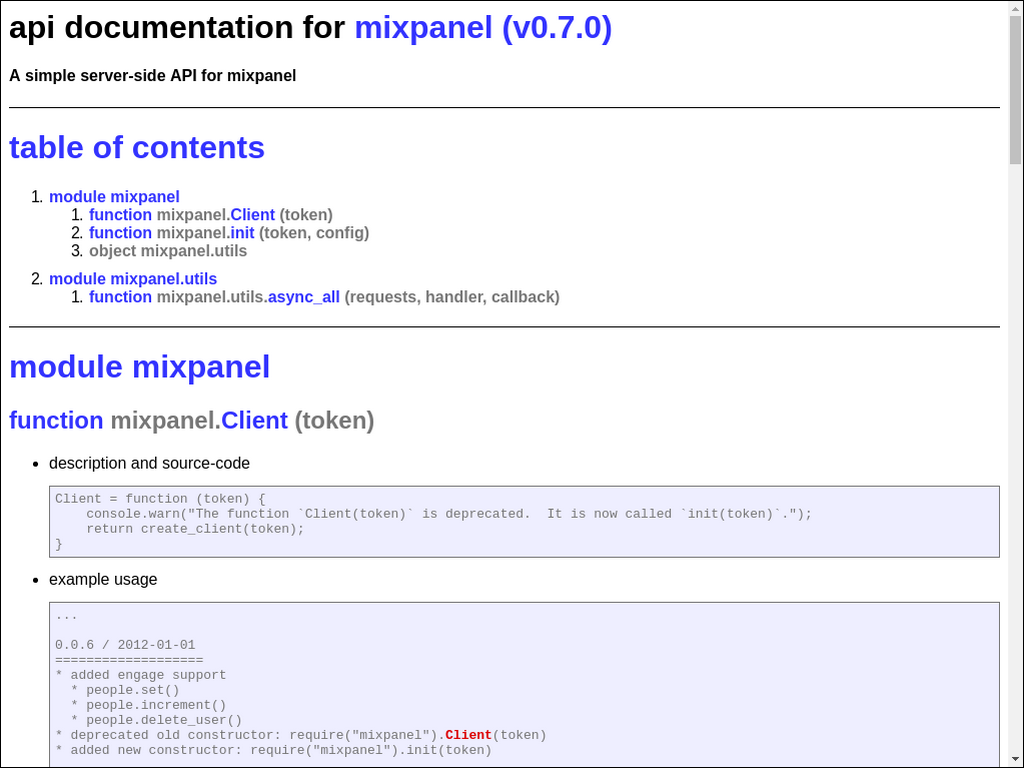 api documentation for mixpanel (v0.7.0)
A simple server-side API for mixpanel
table of contents
1. module mixpanel
1. function mixpanel.Client (token)
2. function mixpanel.init (token, config)
3. object mixpanel.utils
2. module mixpanel.utils
1. function mixpanel.utils.async_all (requests, handler, callback)
module mixpanel
function mixpanel.Client (token)
• description and source-code
Client = function (token) {
    console.warn("The function `Client(token)` is deprecated.  It is now called `init(token)`.");
    return create_client(token);
}
• example usage
...
0.0.6 / 2012-01-01
===================
* added engage support
  * people.set()
  * people.increment()
  * people.delete_user()
* deprecated old constructor: require("mixpanel").Client(token)
* added new constructor: require("mixpanel").init(token)